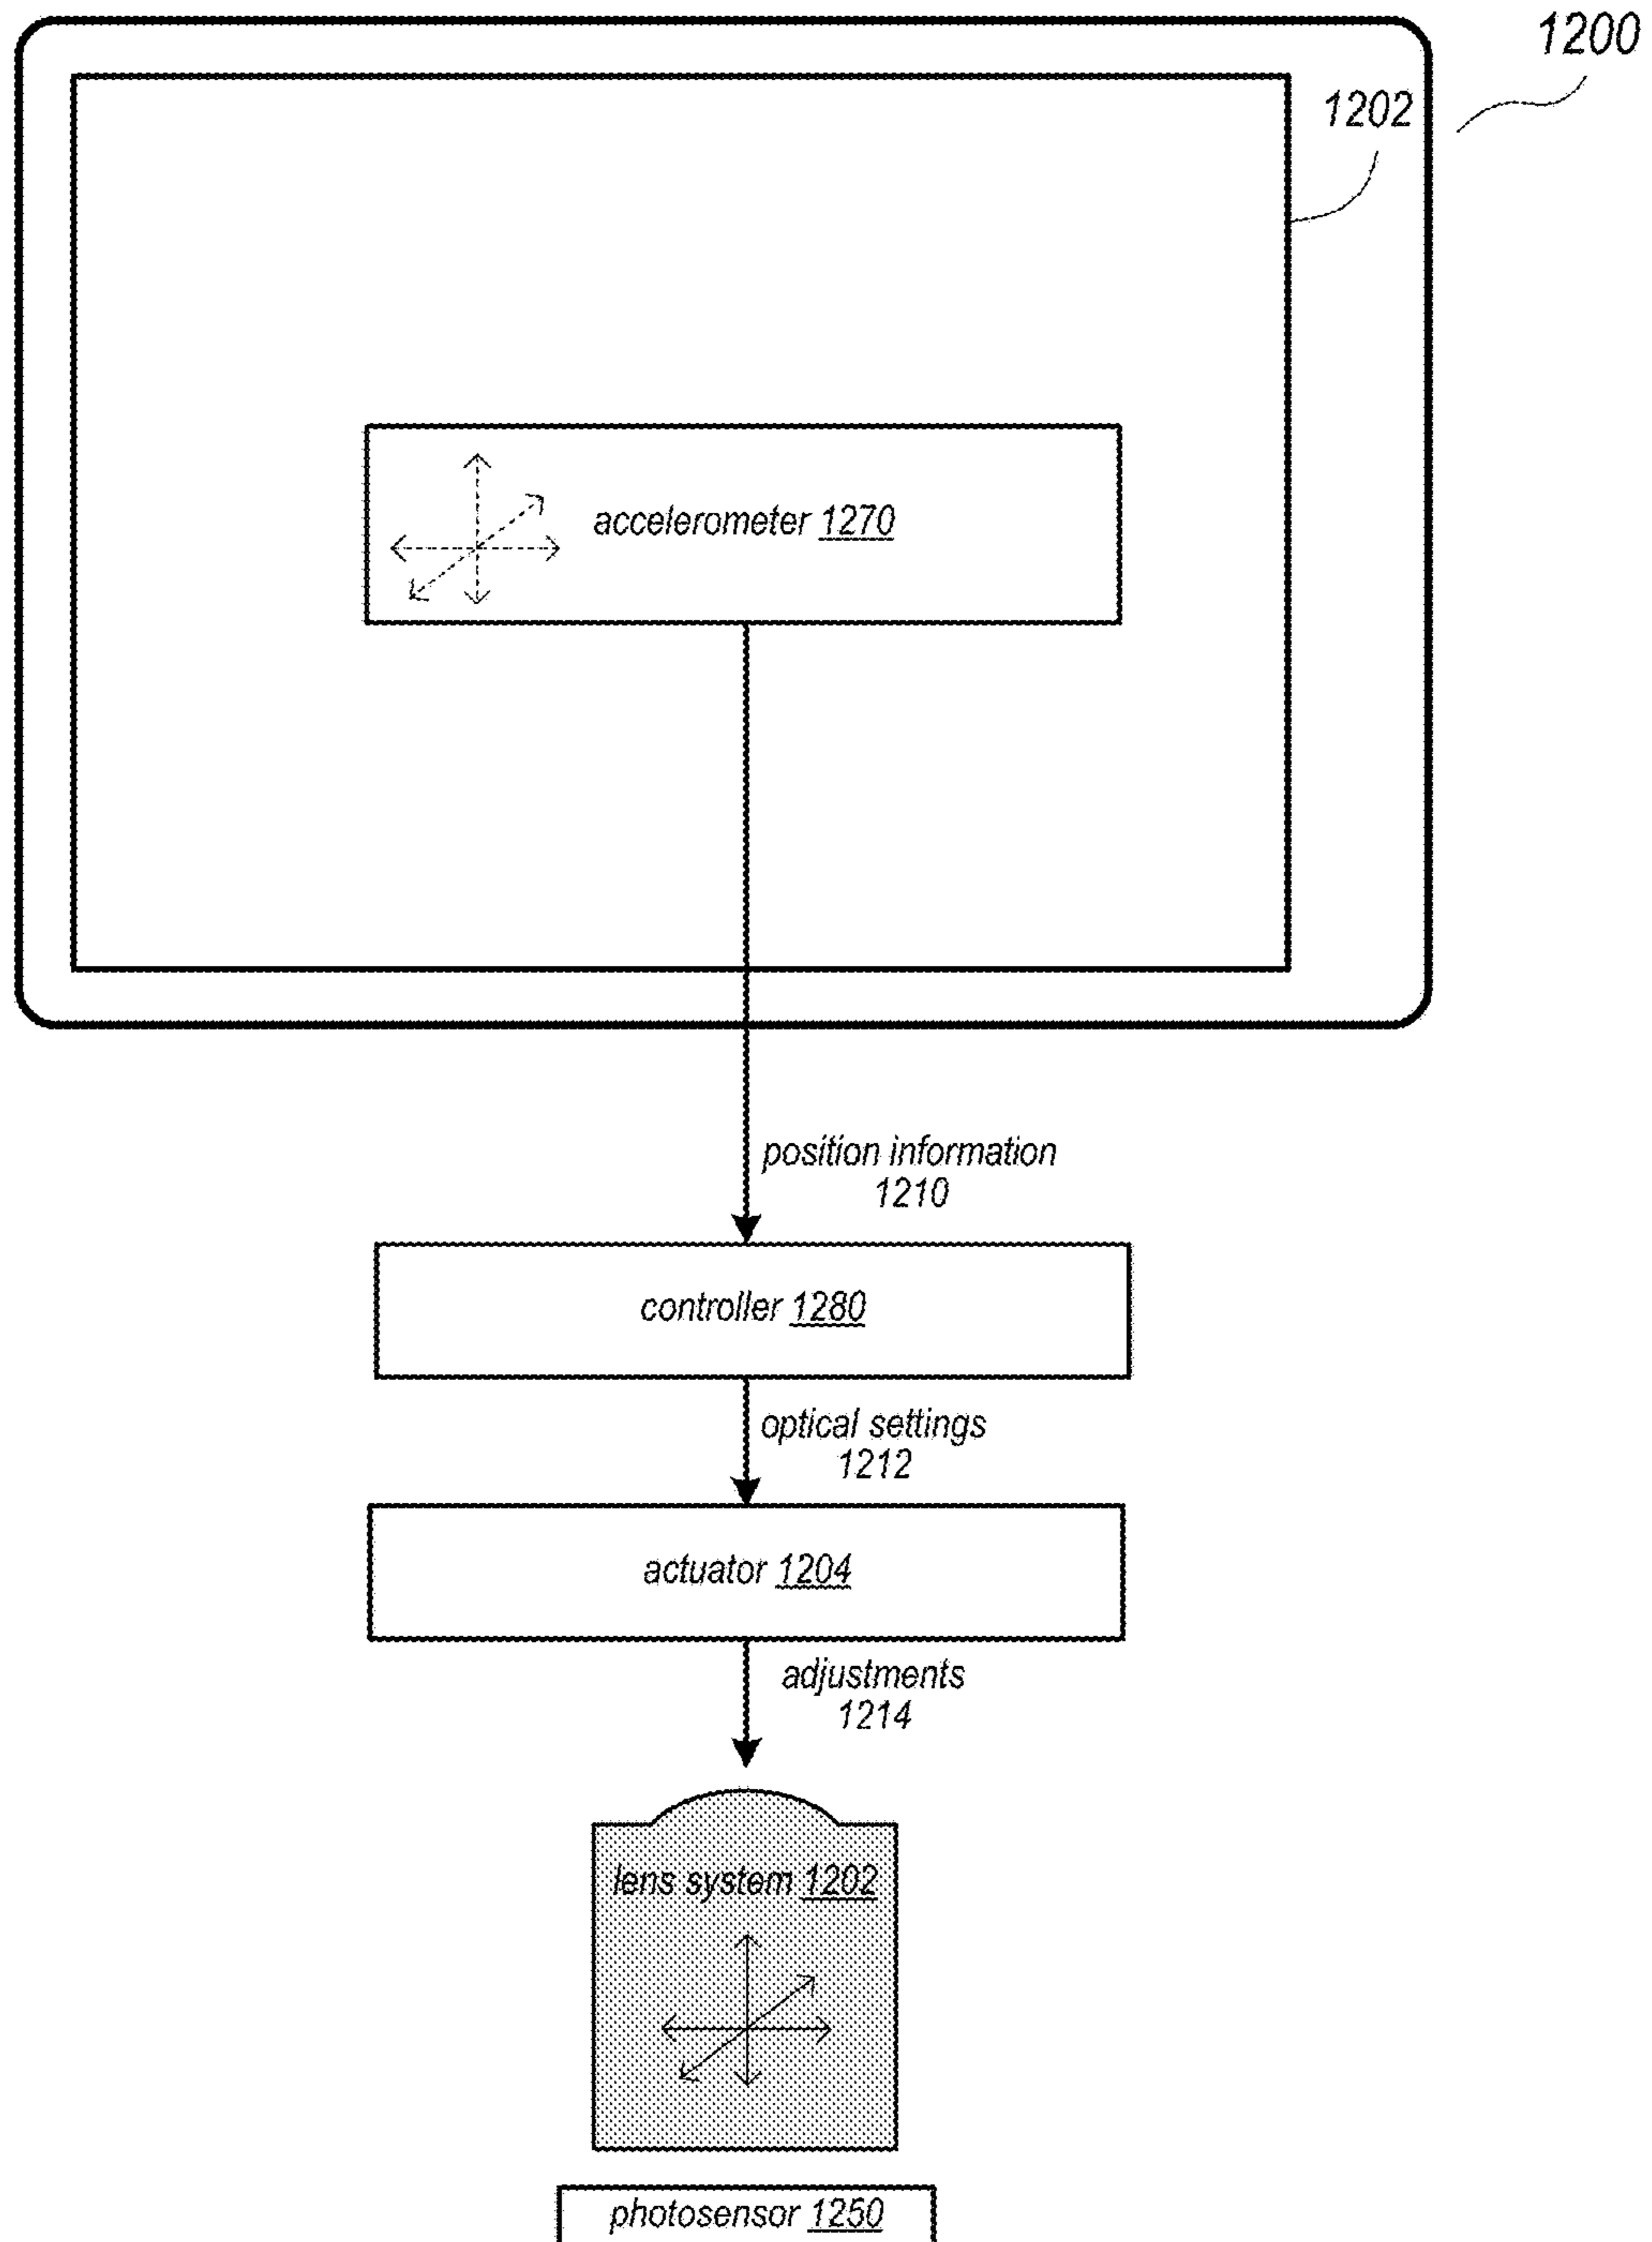 1200
1202
accelerometer 1270
position information
1210
controller 1280
optical settings
1212
actuator 1204
adjustments
1214
lens system 1202
photosensor 1250